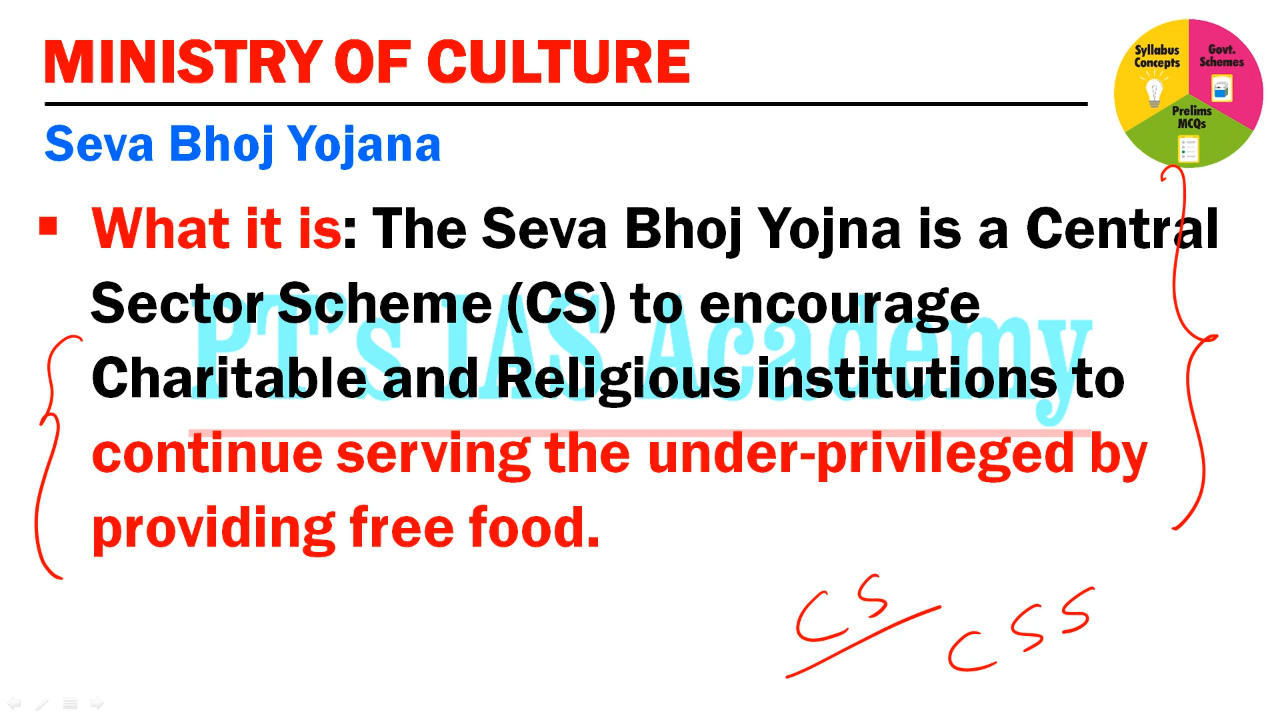 MINISTRY OF CULTURE
Syllabus
Concepts
Govt.
Schemes
Prelims
MCQs
Seva Bhoj Yojana
What it is: The Seva Bhoj Yojna is a Central
Sector Scheme (CS) to encourage
Charitable and Religious institutions to
continue serving the under-privileged by
providing free food.
PT's IAS Academy
CS CSS